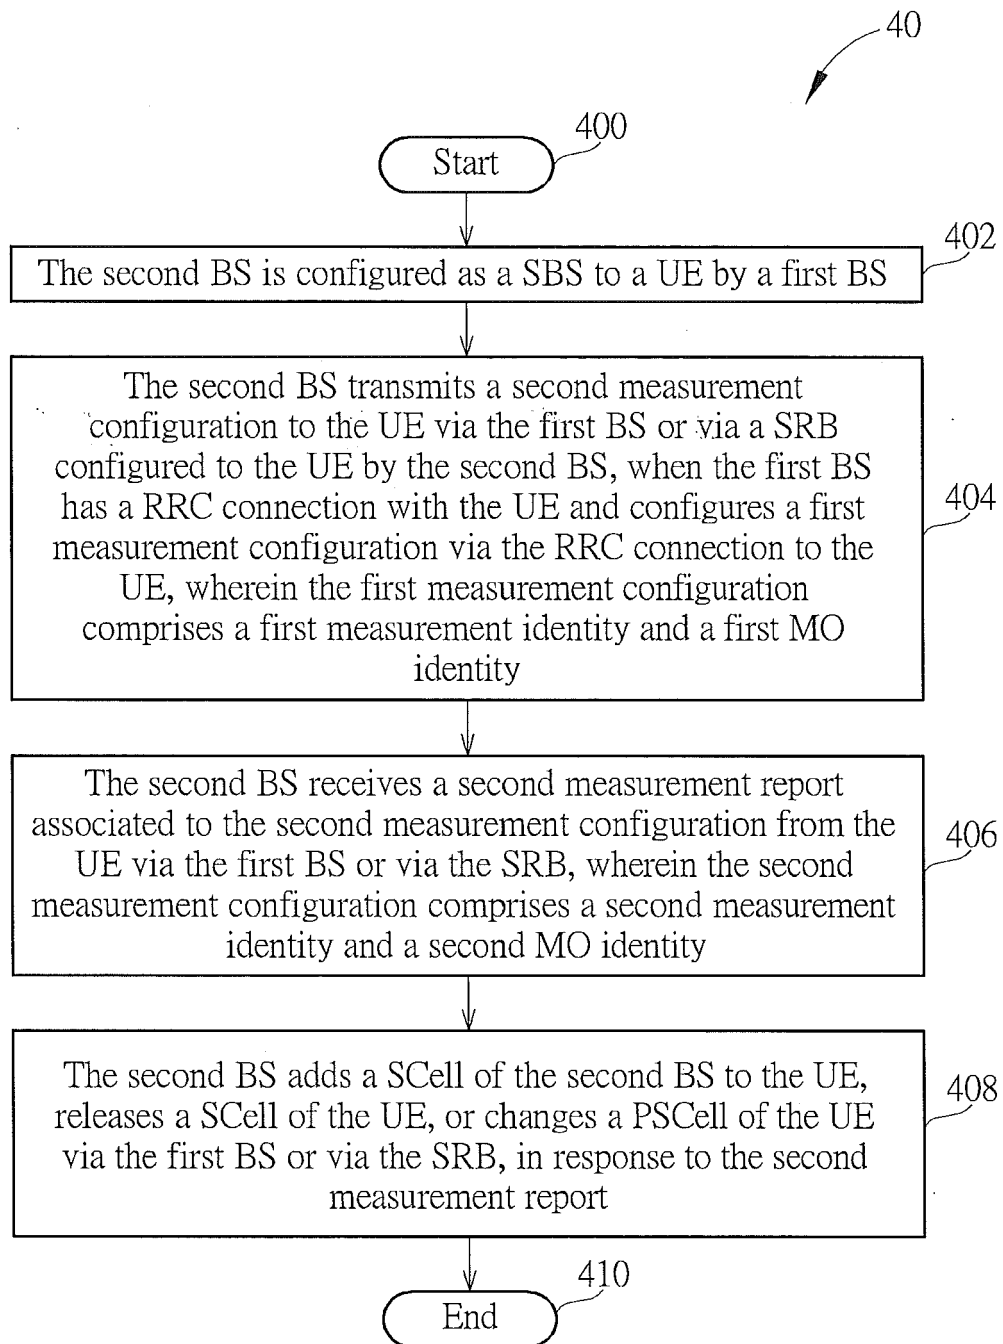 40
400
Start
402
The second BS is configured as a SBS to a UE by a first BS
The second BS transmits a second measurement
configuration to the UE via the first BS or via a SRB
configured to the UE by the second BS, when the first BS
has a RRC connection with the UE and configures a first
measurement configuration via the RRC connection to the
UE, wherein the first measurement configuration
comprises a first measurement identity and a first MO
identity
404
The second BS receives a second measurement report
associated to the second measurement configuration from the
UE via the first BS or via the SRB, wherein the second
measurement configuration comprises a second measurement
identity and a second MO identity
406
The second BS adds a SCell of the second BS to the UE,
releases a SCell of the UE, or changes a PSCell of the UE
via the first BS or via the SRB, in response to the second
measurement report
408
410
End